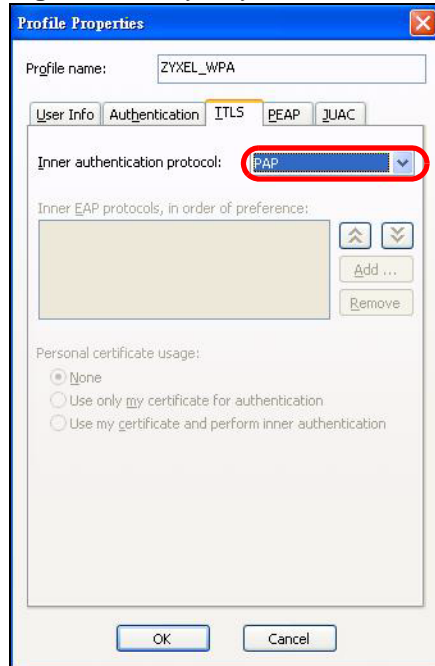 Profile Properties
Profile name: ZYXEL_WPA
User Info Authentication TTLS PEAP JUAC
Inner authentication protocol: PAP
Inner EAP protocols, in order of preference:
Add ...
Remove
Personal certificate usage:
None
Use only my certificate for authentication
Use my certificate and perform inner authentication
OK Cancel